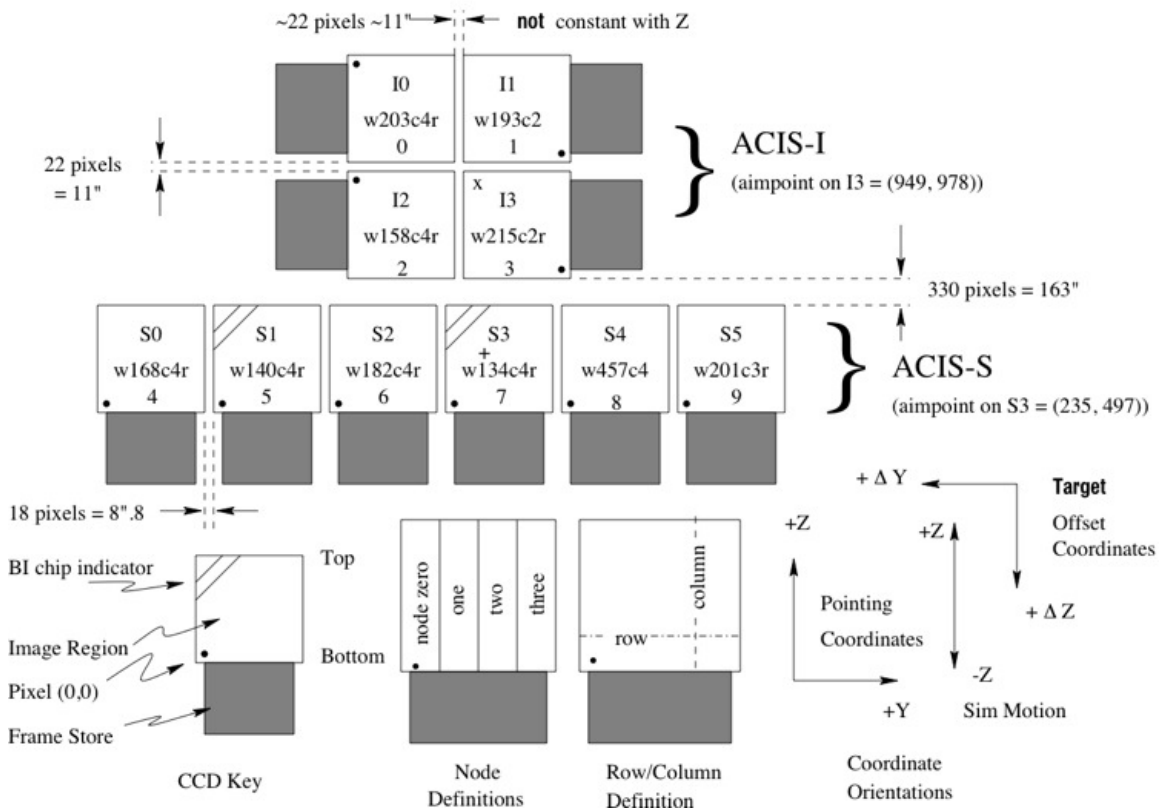 ~22 pixels ~11"
not constant with Z
I0
w203c4r
0
I1
w193c2
1
22 pixels
= 11"
I2
w158c4r
2
x
I3
w215c2r
3
ACIS-I
(aimpoint on I3 = (949, 978))
330 pixels = 163"
S0
w168c4r
4
S1
w140c4r
5
S2
w182c4r
6
S3
+
w134c4r
7
S4
w457c4
8
S5
w201c3r
9
ACIS-S
(aimpoint on S3 = (235, 497))
18 pixels = 8".8
BI chip indicator
Image Region
Pixel (0,0)
Frame Store
Top
Bottom
CCD Key
node zero
one
two
three
Node
Definitions
row
column
Row/Column
Definition
+Z
Pointing
Coordinates
+Y
+Z
-Z
Sim Motion
+ Δ Y
Target
Offset
Coordinates
+ Δ Z
Coordinate
Orientations